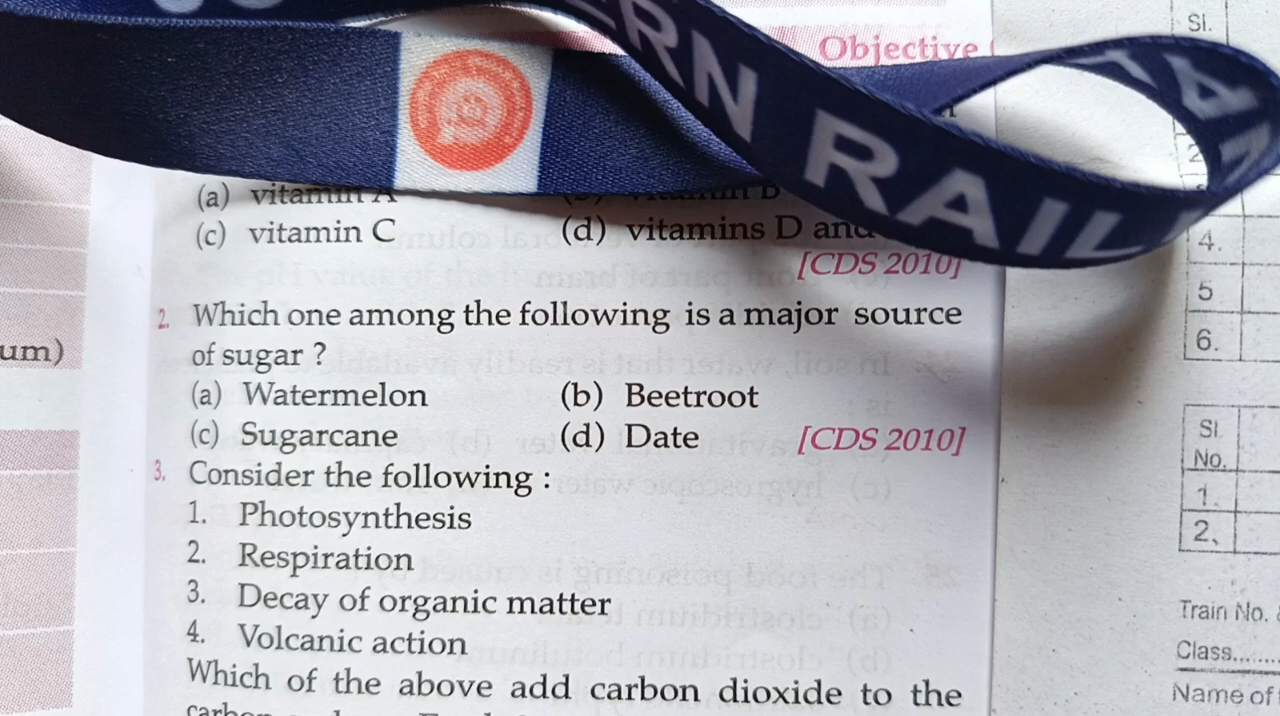 RN RAIL
Objective
(a) vitamin A
(c) vitamin C (d) vitamins D and
[CDS 2010]
2. Which one among the following is a major source
of sugar ?
(a) Watermelon (b) Beetroot
(c) Sugarcane (d) Date [CDS 2010]
3. Consider the following :
1. Photosynthesis
2. Respiration
3. Decay of organic matter
4. Volcanic action
Which of the above add carbon dioxide to the
um)
Sl.
2
4.
5
6.
Sl.
No.
1.
2.
Train No.
Class......
Name of